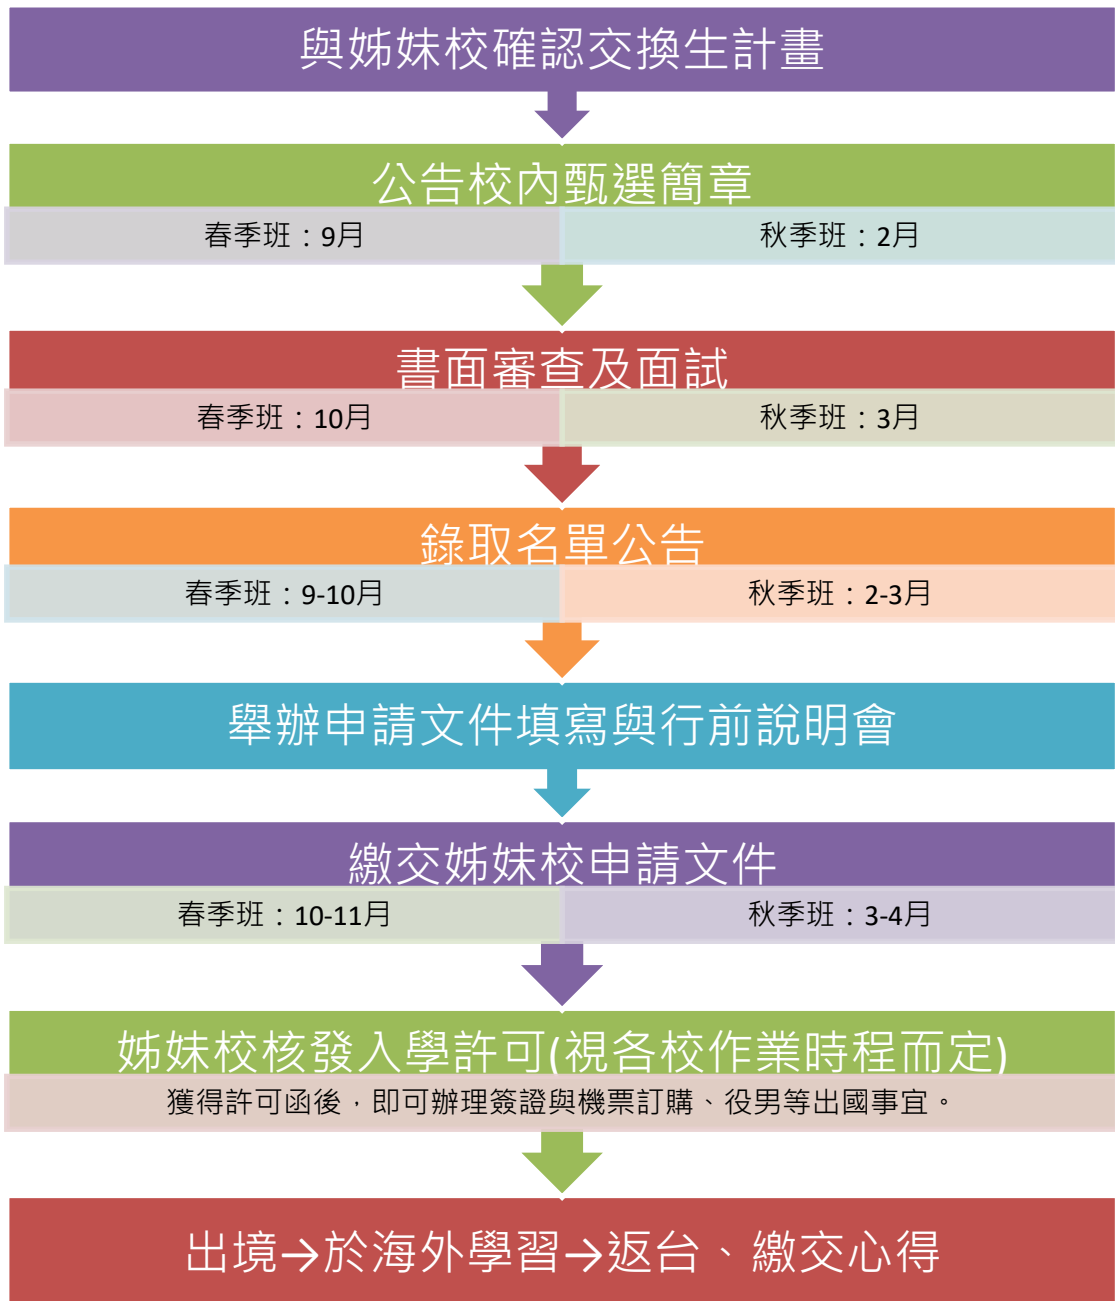 與姊妹校確認交換生計畫
公告校內甄選簡章
春季班：9月
秋季班：2月
書面審查及面試
春季班：10月
秋季班：3月
錄取名單公告
春季班：9-10月
秋季班：2-3月
舉辦申請文件填寫與行前說明會
繳交姊妹校申請文件
春季班：10-11月
秋季班：3-4月
姊妹校核發入學許可(視各校作業時程而定)
獲得許可函後，即可辦理簽證與機票訂購、役男等出國事宜。
出境→於海外學習→返台、繳交心得